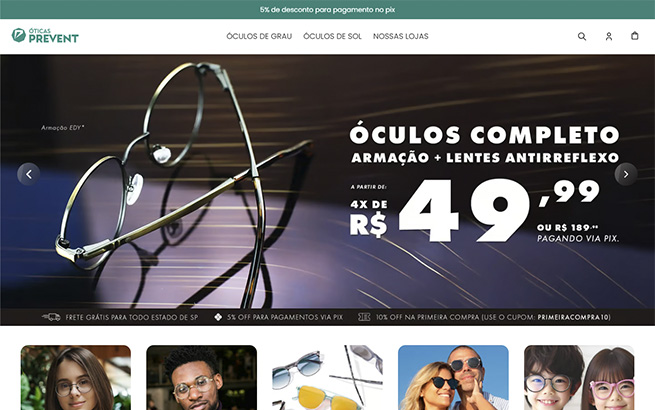 5% de desconto para pagamento no pix
ÓTICAS
PREVENT
ÓCULOS DE GRAU ÓCULOS DE SOL NOSSAS LOJAS
Armação EDY*
ÓCULOS COMPLETO
ARMAÇÃO + LENTES ANTIRREFLEXO
A PARTIR DE:
4X DE
R$ 49,99
OU R$ 189,90
PAGANDO VIA PIX.
FRETE GRÁTIS PARA TODO ESTADO DE SP 5% OFF PARA PAGAMENTOS VIA PIX 10% OFF NA PRIMEIRA COMPRA (USE O CUPOM: PRIMEIRACOMPRA10)